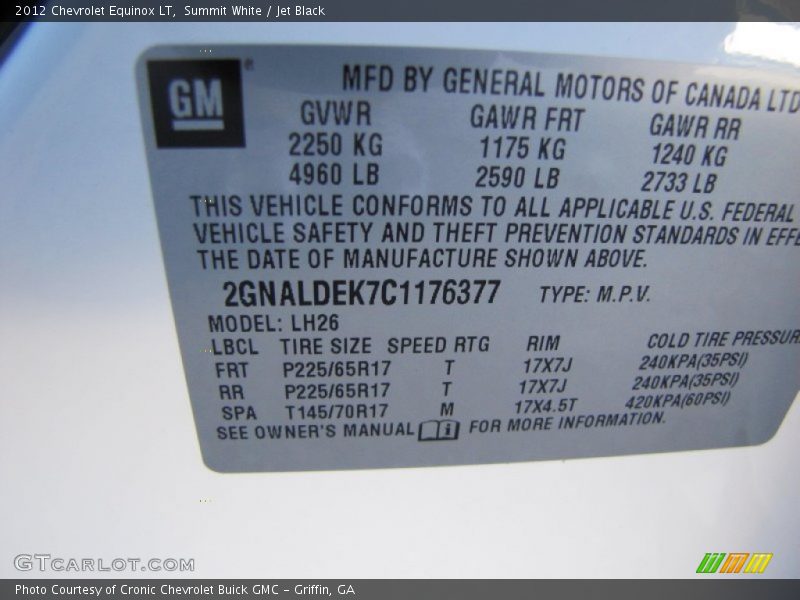 2012 Chevrolet Equinox LT,  Summit White / Jet Black
GM
MFD BY GENERAL MOTORS OF CANADA LTD
GVWR GAWR FRT GAWR RR
2250 KG 1175 KG 1240 KG
4960 LB 2590 LB 2733 LB
THIS VEHICLE CONFORMS TO ALL APPLICABLE U.S. FEDERAL
VEHICLE SAFETY AND THEFT PREVENTION STANDARDS IN EFFE
THE DATE OF MANUFACTURE SHOWN ABOVE.
2GNALDEK7C1176377 TYPE: M.P.V.
MODEL: LH26
LBCL TIRE SIZE SPEED RTG RIM COLD TIRE PRESSUR
FRT P225/65R17 T 17X7J 240KPA(35PSI)
RR P225/65R17 T 17X7J 240KPA(35PSI)
SPA T145/70R17 M 17X4.5T 420KPA(60PSI)
SEE OWNER'S MANUAL FOR MORE INFORMATION.
GTCARLOT.COM
Photo Courtesy of Cronic Chevrolet Buick GMC – Griffin, GA